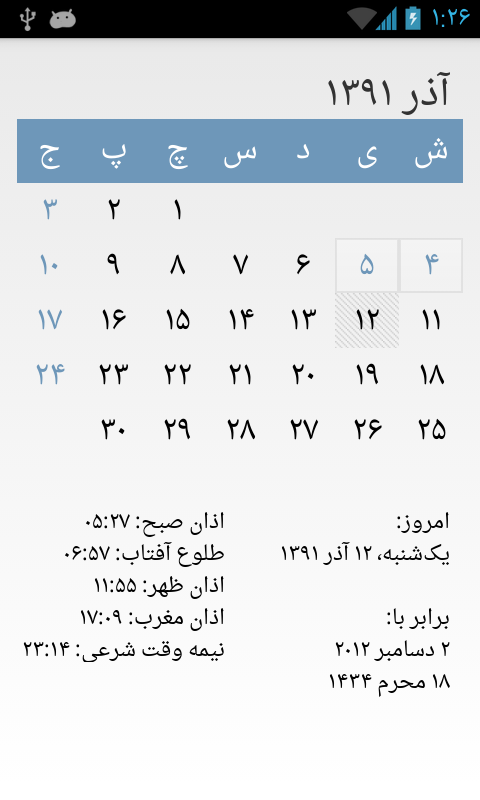 ۱:۲۶
آذر ۱۳۹۱
ش ی د س چ پ ج
۱ ۲ ۳
۴ ۵ ۶ ۷ ۸ ۹ ۱۰
۱۱ ۱۲ ۱۳ ۱۴ ۱۵ ۱۶ ۱۷
۱۸ ۱۹ ۲۰ ۲۱ ۲۲ ۲۳ ۲۴
۲۵ ۲۶ ۲۷ ۲۸ ۲۹ ۳۰
امروز:
یک‌شنبه، ۱۲ آذر ۱۳۹۱
برابر با:
۲ دسامبر ۲۰۱۲
۱۸ محرم ۱۴۳۴
اذان صبح: ۰۵:۲۷
طلوع آفتاب: ۰۶:۵۷
اذان ظهر: ۱۱:۵۵
اذان مغرب: ۱۷:۰۹
نیمه وقت شرعی: ۲۳:۱۴